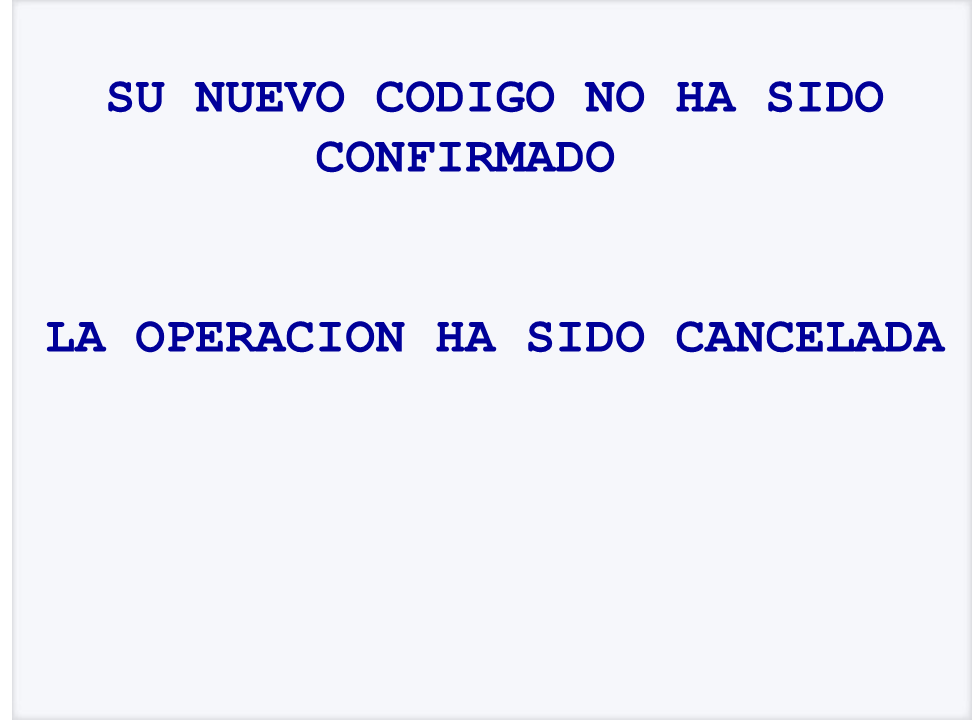 SU NUEVO CODIGO NO HA SIDO
CONFIRMADO
LA OPERACION HA SIDO CANCELADA